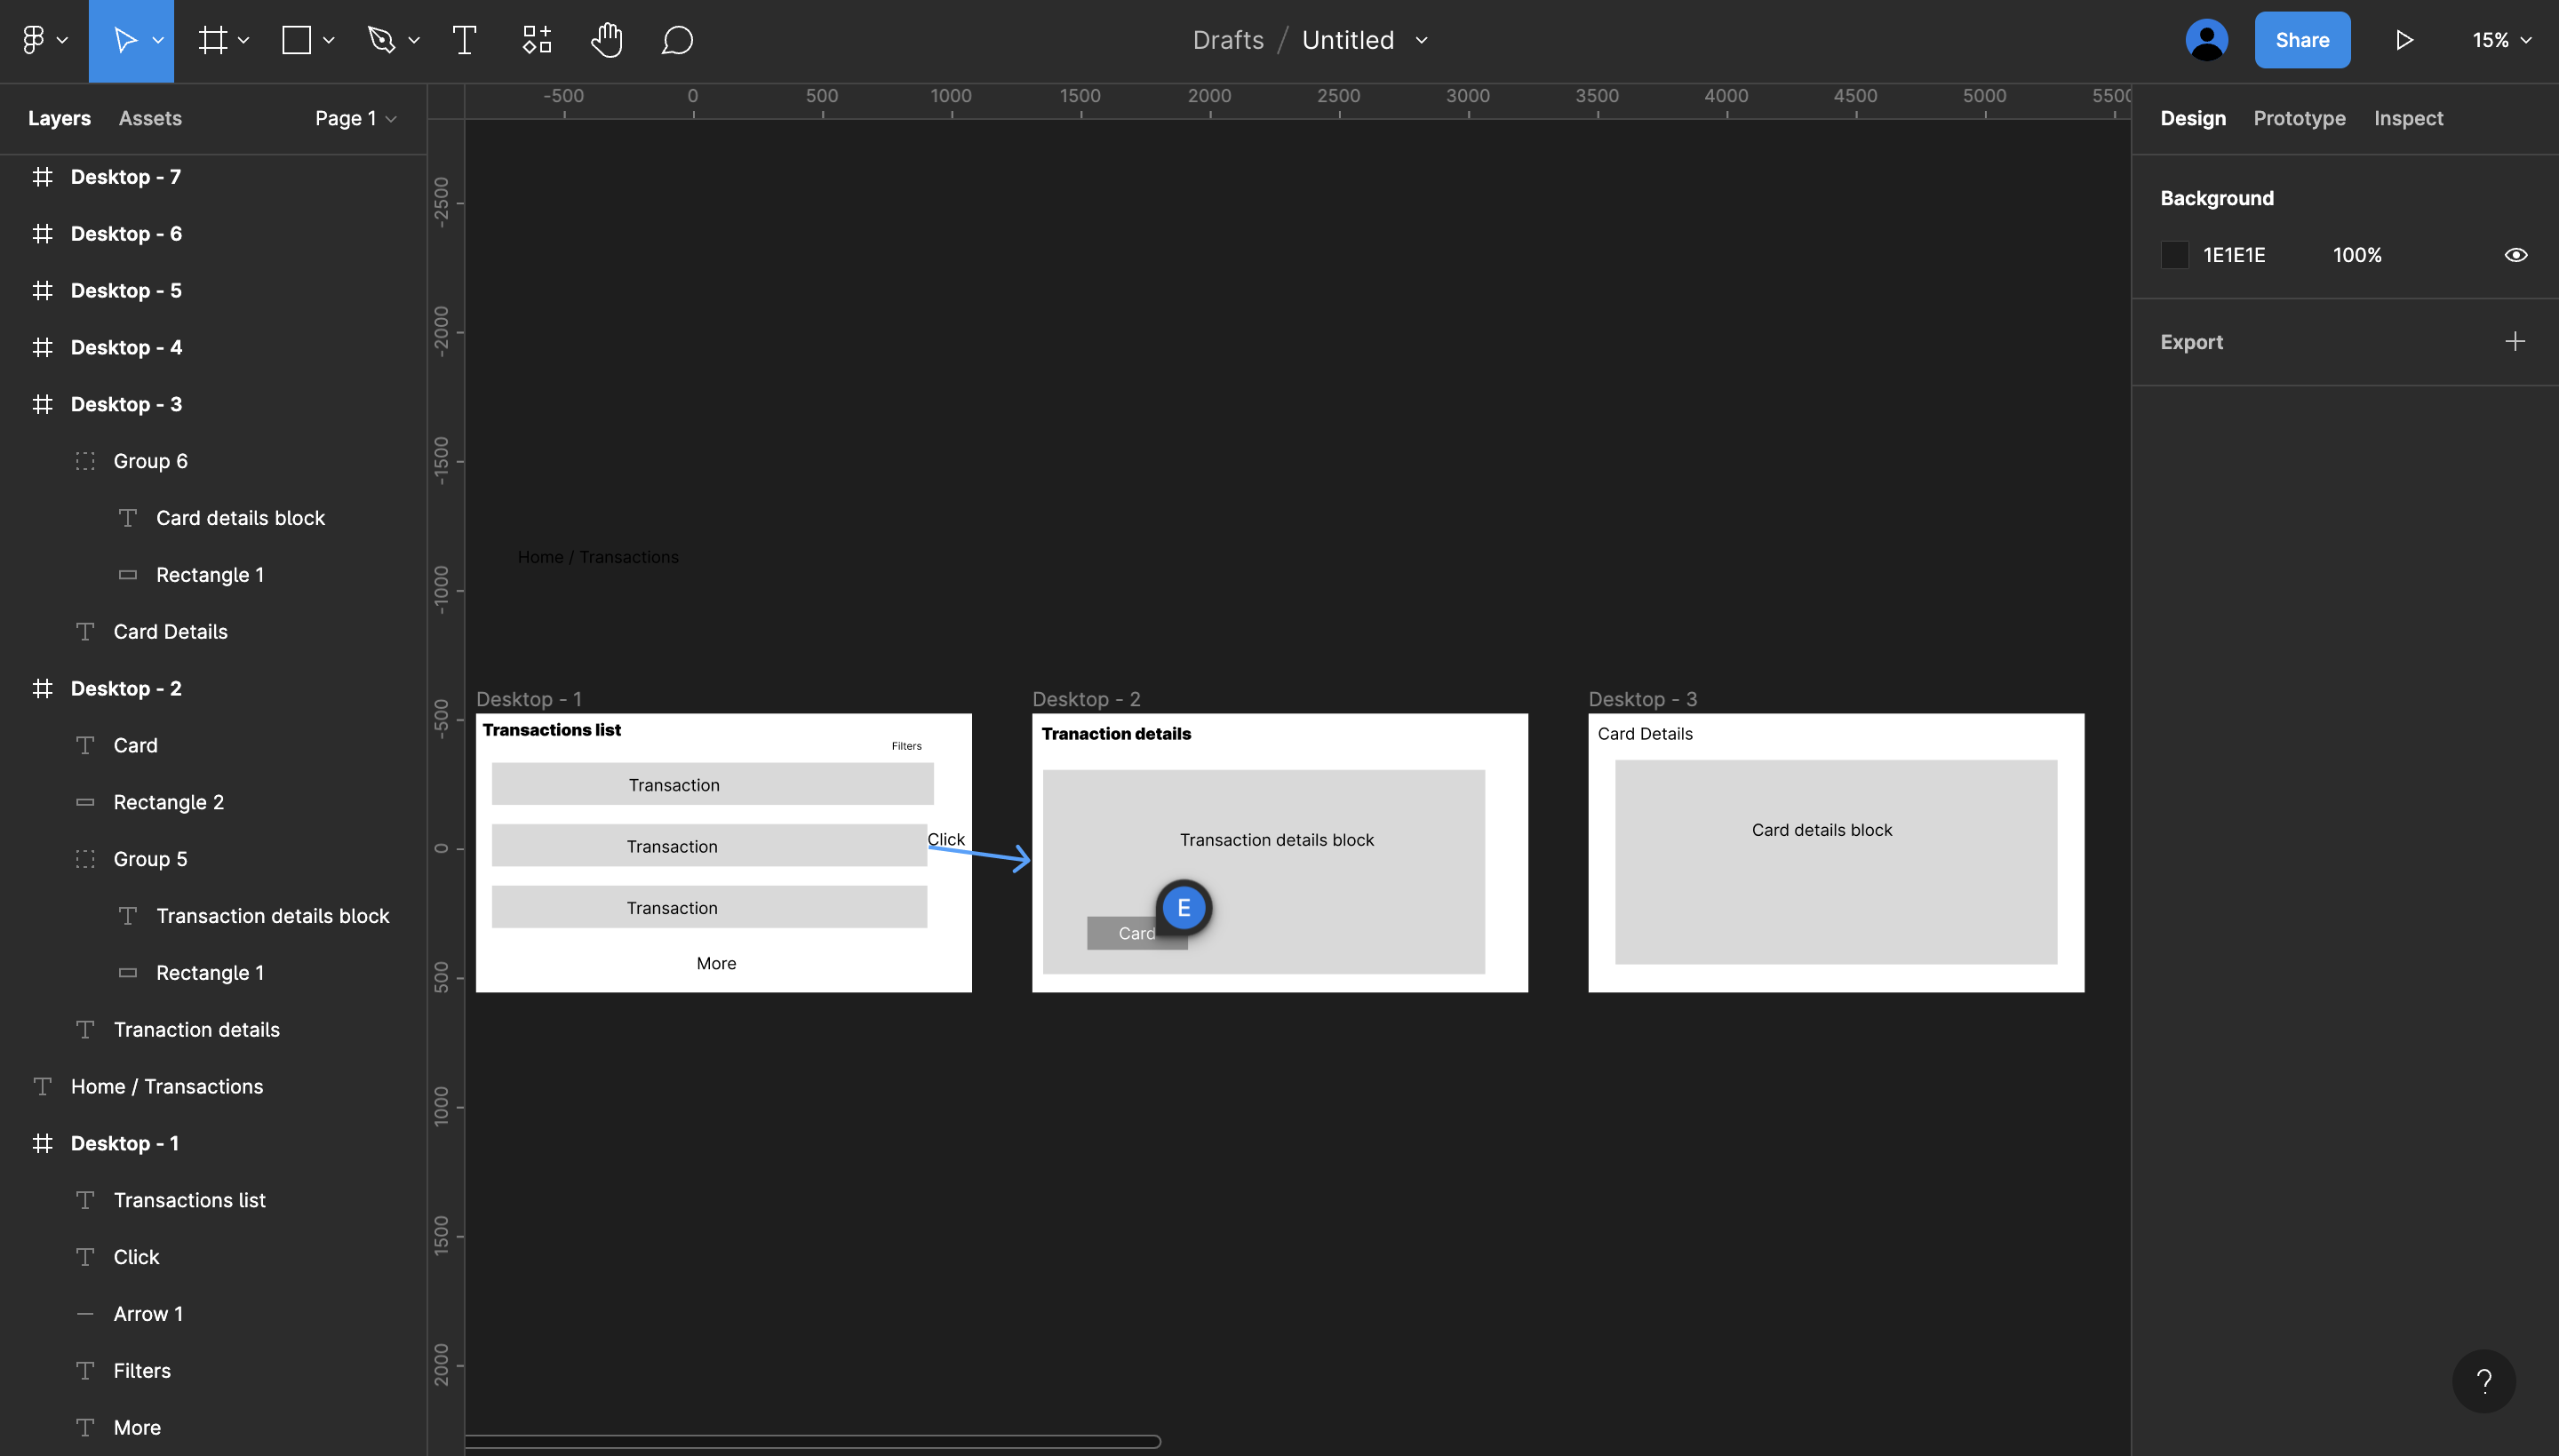 Drafts / Untitled
Share
15%
Layers Assets Page 1
Desktop - 7
Desktop - 6
Desktop - 5
Desktop - 4
Desktop - 3
Group 6
Card details block
Rectangle 1
Card Details
Desktop - 2
Card
Rectangle 2
Group 5
Transaction details block
Rectangle 1
Tranaction details
Home / Transactions
Desktop - 1
Transactions list
Click
Arrow 1
Filters
More
-500 0 500 1000 1500 2000 2500 3000 3500 4000 4500 5000 5500
-2500
-2000
-1500
-1000
-500
0
500
1000
1500
2000
Home / Transactions
Desktop - 1
Transactions list
Filters
Transaction
Transaction
Click
Transaction
More
Desktop - 2
Tranaction details
Transaction details block
E
Card
Desktop - 3
Card Details
Card details block
Design Prototype Inspect
Background
1E1E1E 100%
Export
?